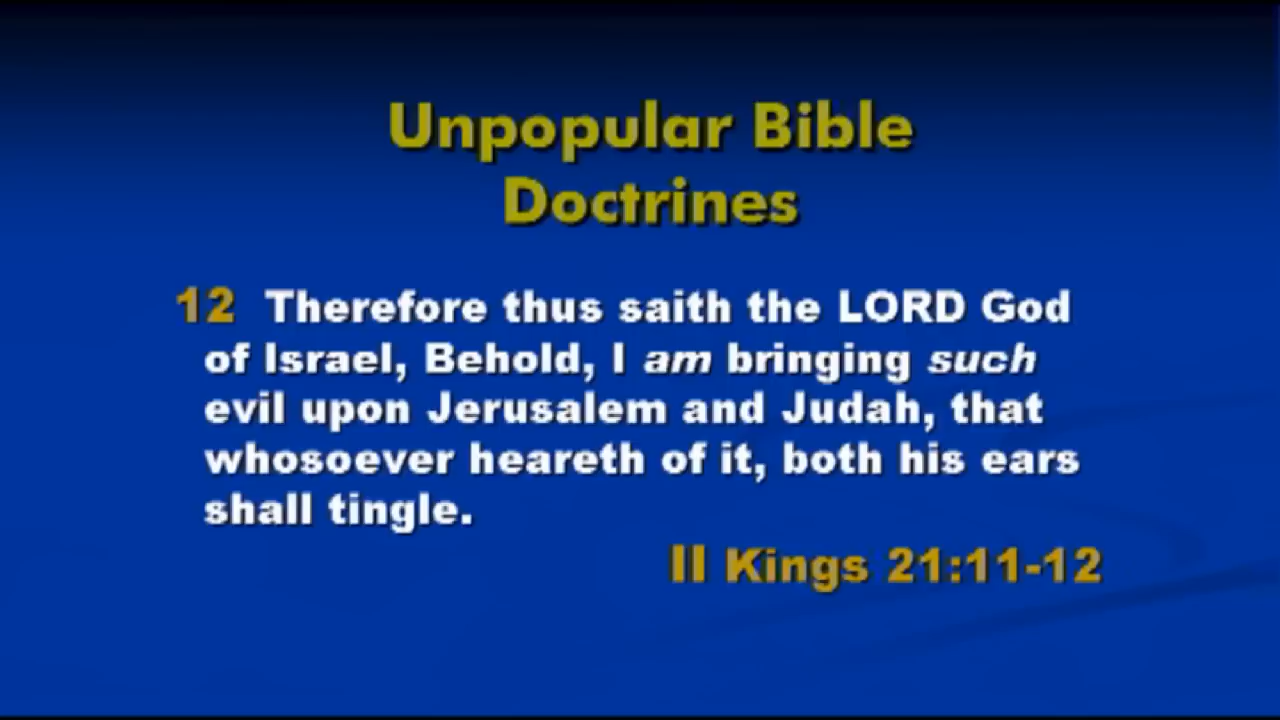 Unpopular Bible
Doctrines
12 Therefore thus saith the LORD God
of Israel, Behold, I am bringing such
evil upon Jerusalem and Judah, that
whosoever heareth of it, both his ears
shall tingle.
II Kings 21:11-12